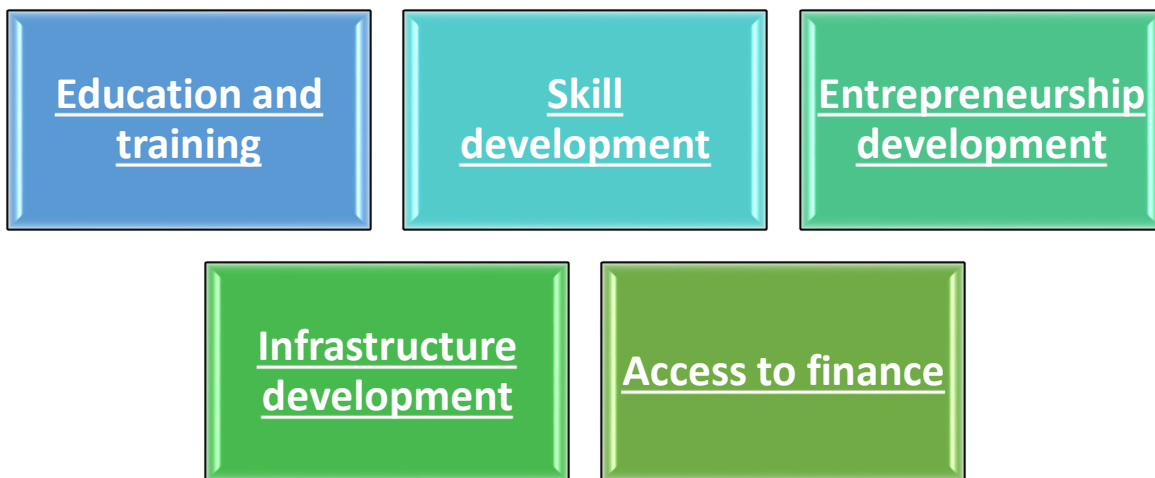 Education and
training
Skill
development
Entrepreneurship
development
Infrastructure
development
Access to finance